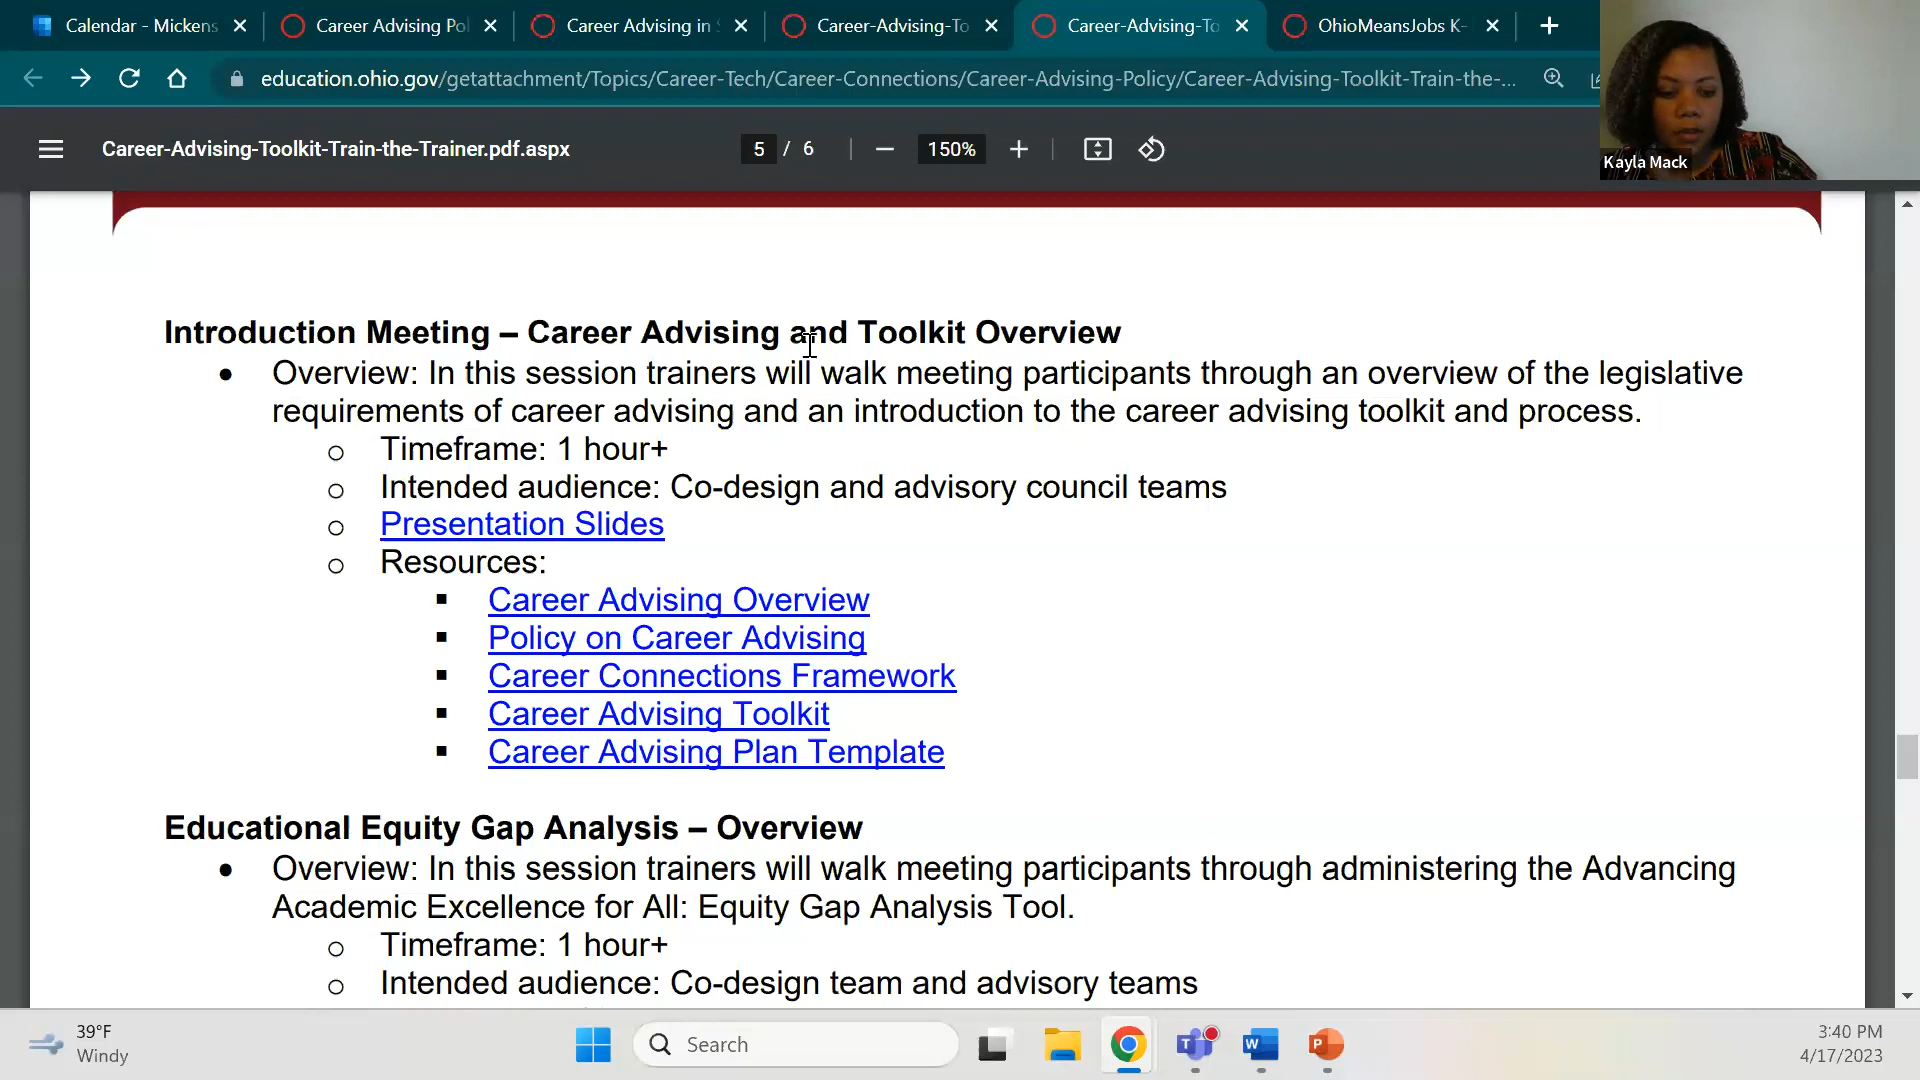 Calendar - Mickens
Career Advising Pol
Career Advising in S
Career-Advising-To
Career-Advising-To
OhioMeansJobs K-
education.ohio.gov/getattachment/Topics/Career-Tech/Career-Connections/Career-Advising-Policy/Career-Advising-Toolkit-Train-the-...
Kayla Mack
Career-Advising-Toolkit-Train-the-Trainer.pdf.aspx
5 / 6
150%
Introduction Meeting – Career Advising and Toolkit Overview
• Overview: In this session trainers will walk meeting participants through an overview of the legislative
requirements of career advising and an introduction to the career advising toolkit and process.
o Timeframe: 1 hour+
o Intended audience: Co-design and advisory council teams
o Presentation Slides
o Resources:
▪ Career Advising Overview
▪ Policy on Career Advising
▪ Career Connections Framework
▪ Career Advising Toolkit
▪ Career Advising Plan Template
Educational Equity Gap Analysis – Overview
• Overview: In this session trainers will walk meeting participants through administering the Advancing
Academic Excellence for All: Equity Gap Analysis Tool.
o Timeframe: 1 hour+
o Intended audience: Co-design team and advisory teams
39°F
Windy
Search
3:40 PM
4/17/2023